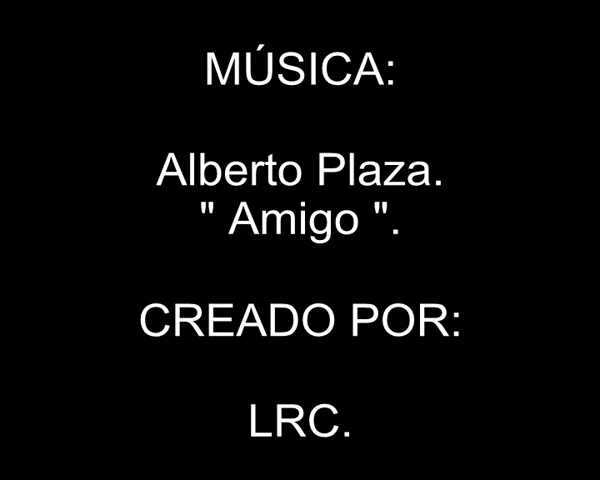 MÚSICA:
Alberto Plaza.
" Amigo ".
CREADO POR:
LRC.